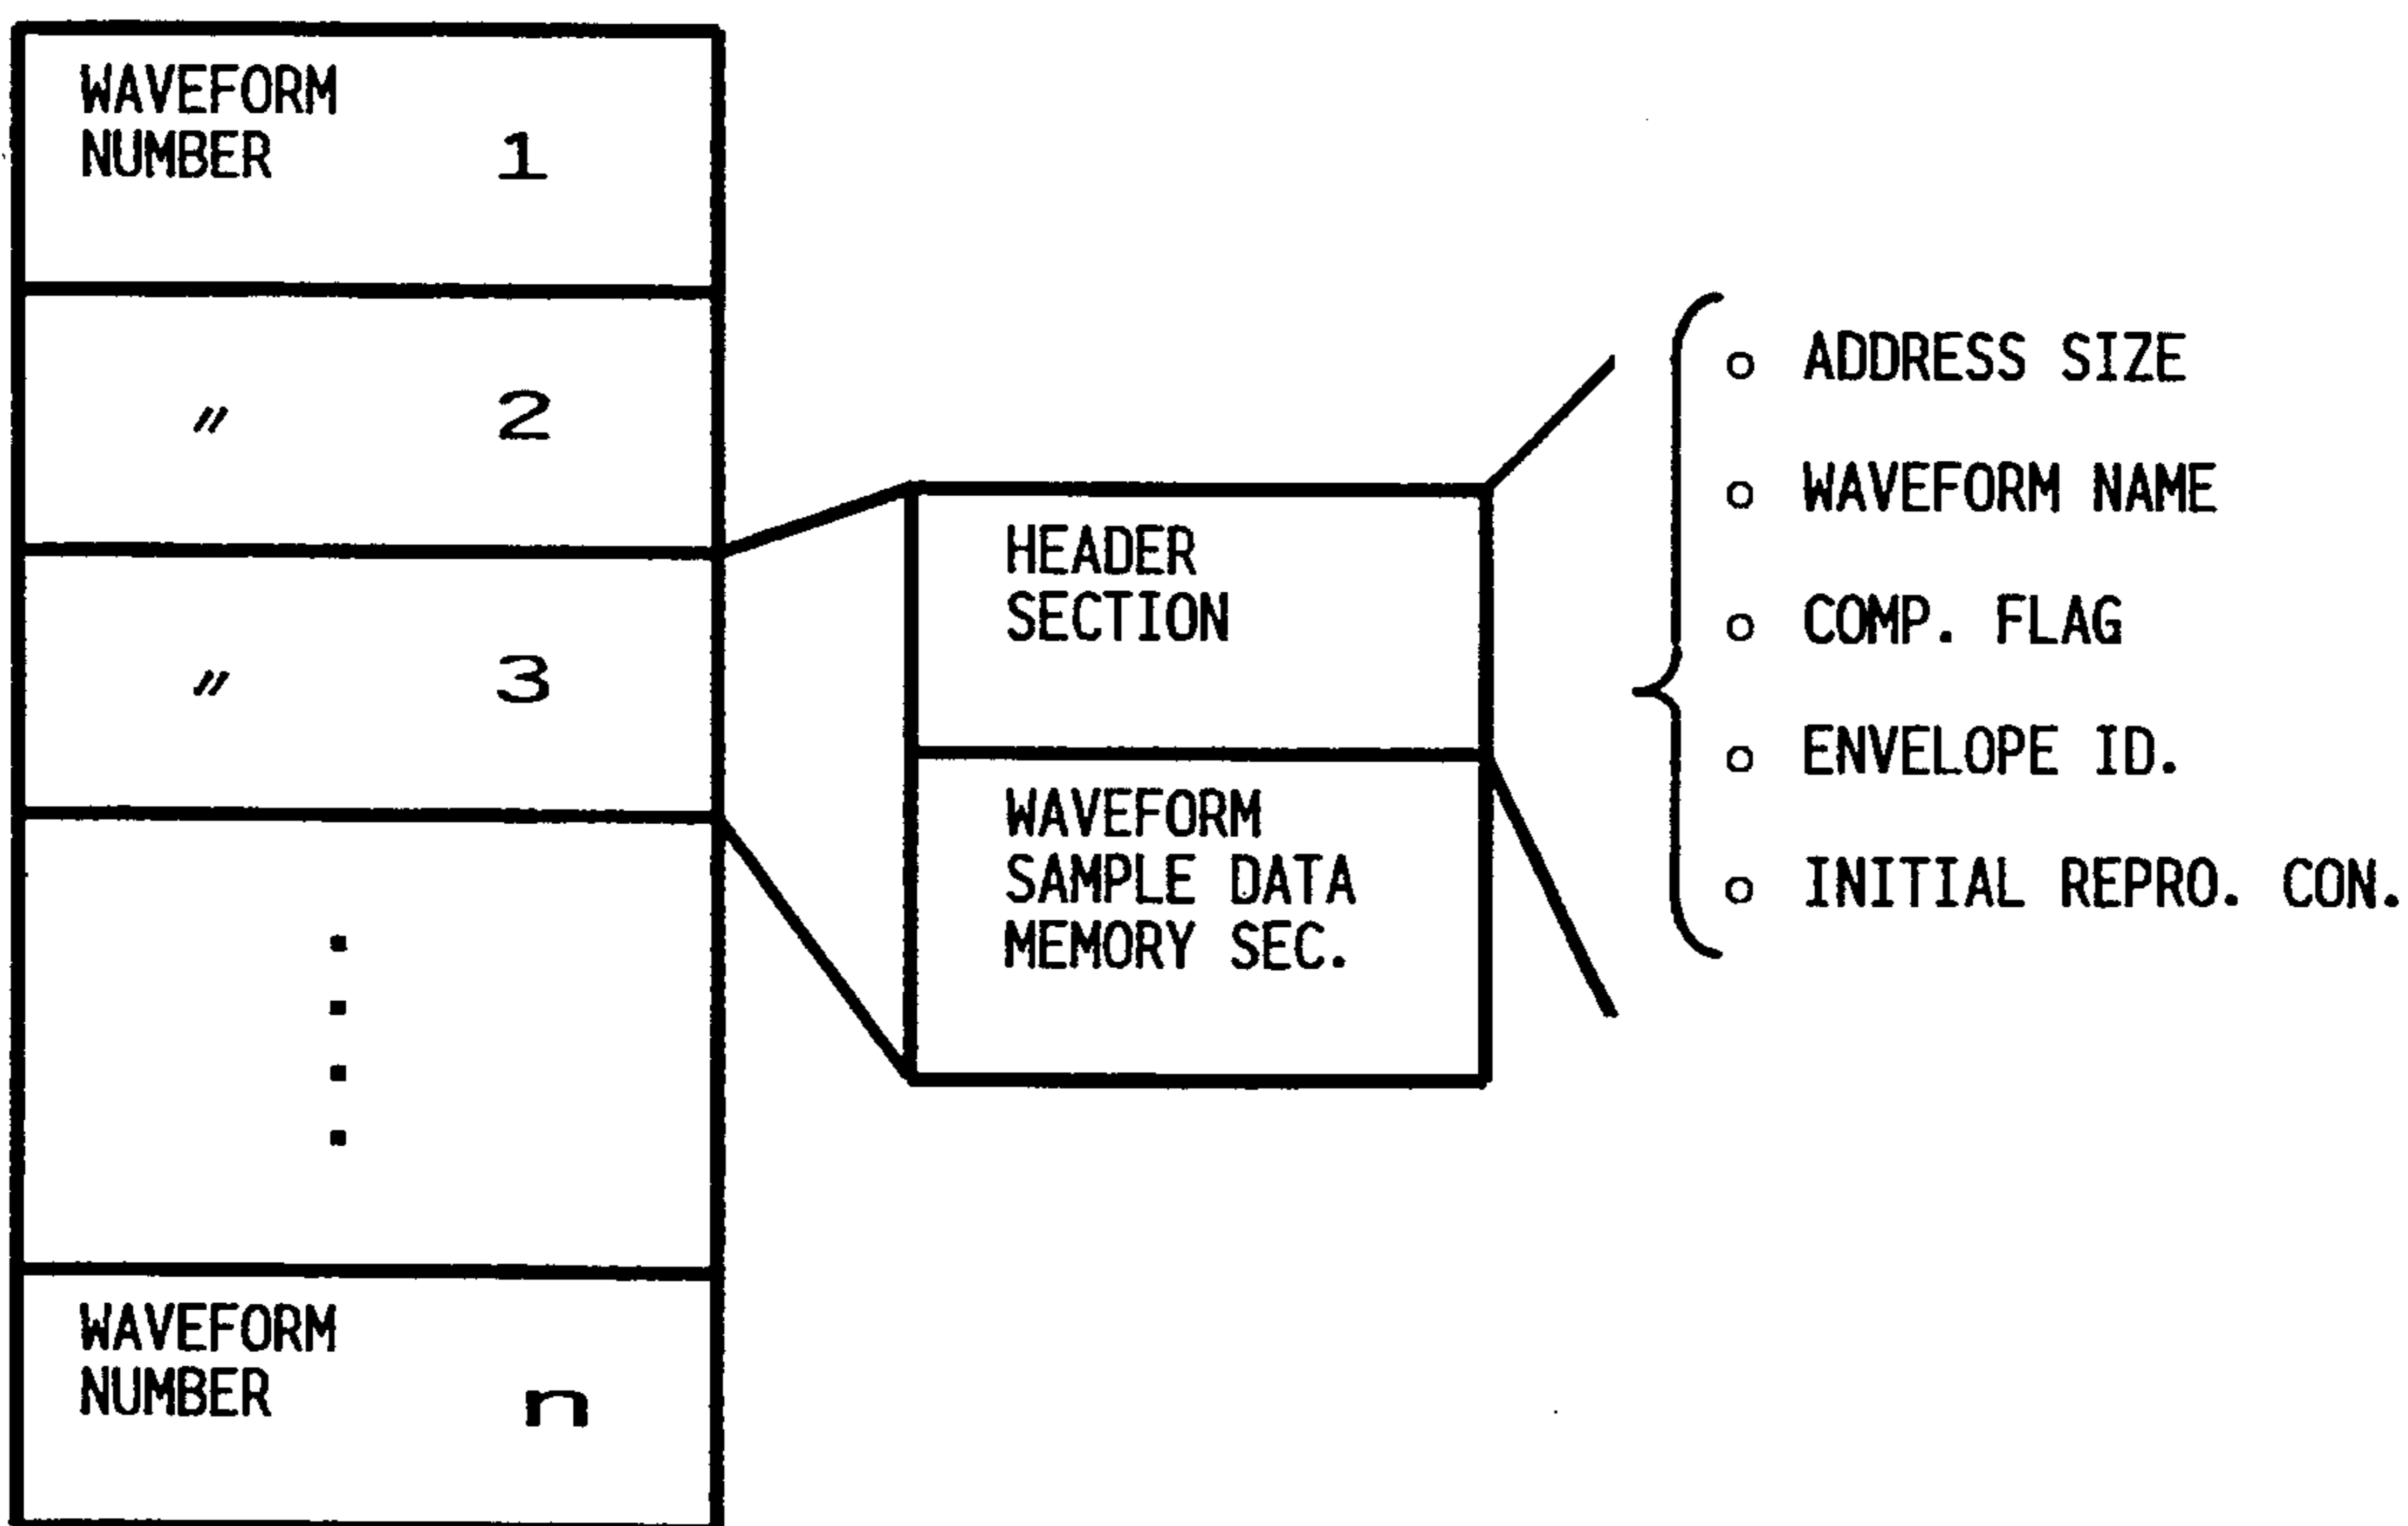 WAVEFORM
NUMBER 1
〃 2
〃 3
WAVEFORM
NUMBER n
HEADER
SECTION
WAVEFORM
SAMPLE DATA
MEMORY SEC.
o ADDRESS SIZE
o WAVEFORM NAME
o COMP. FLAG
o ENVELOPE ID.
o INITIAL REPRO. CON.